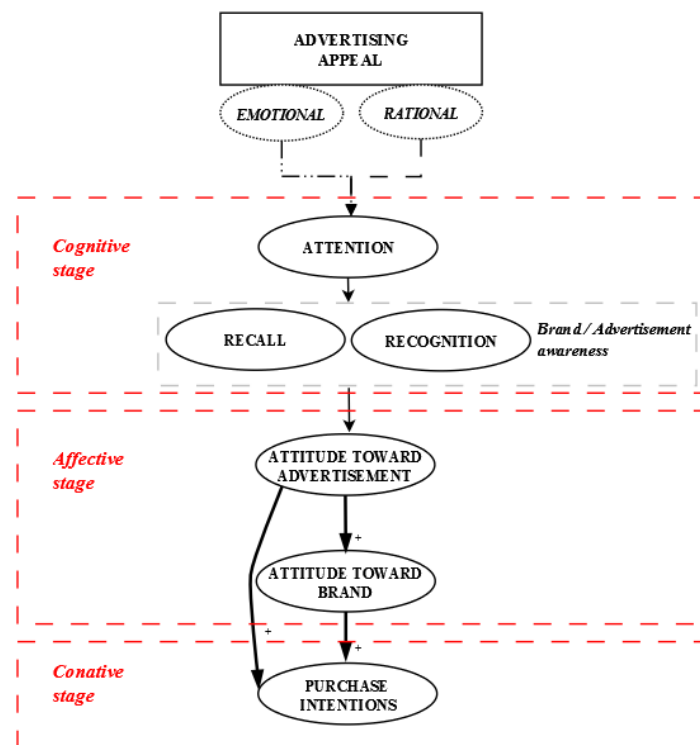 ADVERTISING
APPEAL
EMOTIONAL
RATIONAL
Cognitive
stage
ATTENTION
RECALL
RECOGNITION
Brand / Advertisement
awareness
Affective
stage
ATTITUDE TOWARD
ADVERTISEMENT
+
ATTITUDE TOWARD
BRAND
+
+
Conative
stage
PURCHASE
INTENTIONS